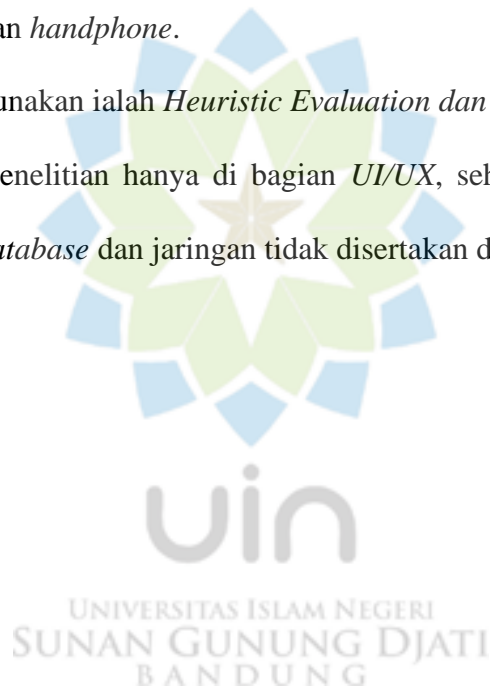 an handphone.
unakan ialah Heuristic Evaluation dan
enelitian hanya di bagian UI/UX, seh
atabase dan jaringan tidak disertakan d
uin
UNIVERSITAS ISLAM NEGERI
SUNAN GUNUNG DJATI
BANDUNG